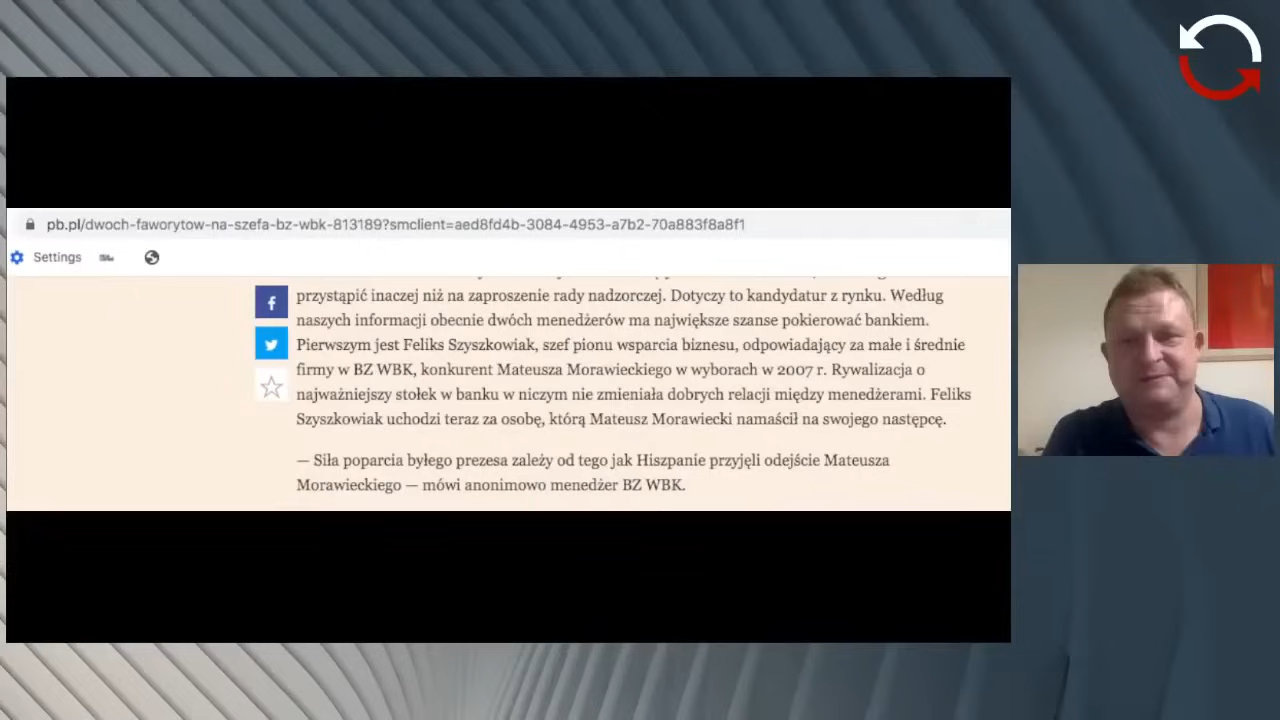 pb.pl/dwoch-faworytow-na-szefa-bz-wbk-813189?smclient=aed8fd4b-3084-4953-a7b2-70a883f8a8f1
Settings
przystąpić inaczej niż na zaproszenie rady nadzorczej. Dotyczy to kandydatur z rynku. Według
naszych informacji obecnie dwóch menedżerów ma największe szanse pokierować bankiem.
Pierwszym jest Feliks Szyszkowiak, szef pionu wsparcia biznesu, odpowiadający za małe i średnie
firmy w BZ WBK, konkurent Mateusza Morawieckiego w wyborach w 2007 r. Rywalizacja o
najważniejszy stołek w banku w niczym nie zmieniała dobrych relacji między menedżerami. Feliks
Szyszkowiak uchodzi teraz za osobę, którą Mateusz Morawiecki namaścił na swojego następcę.
— Siła poparcia byłego prezesa zależy od tego jak Hiszpanie przyjęli odejście Mateusza
Morawieckiego — mówi anonimowo menedżer BZ WBK.